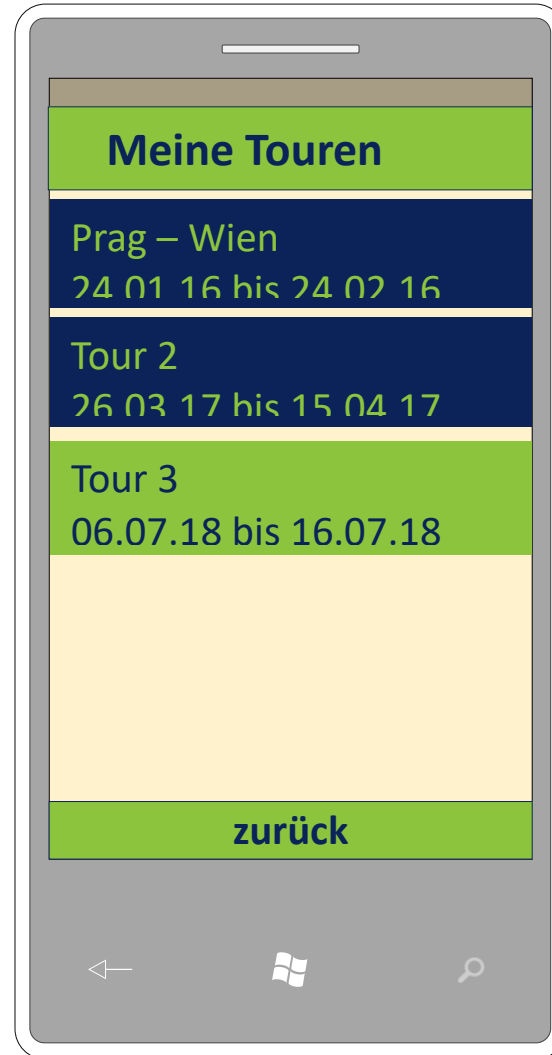 Meine Touren
Prag – Wien
24.01.16 bis 24.02.16
Tour 2
26.03.17 bis 15.04.17
Tour 3
06.07.18 bis 16.07.18
zurück